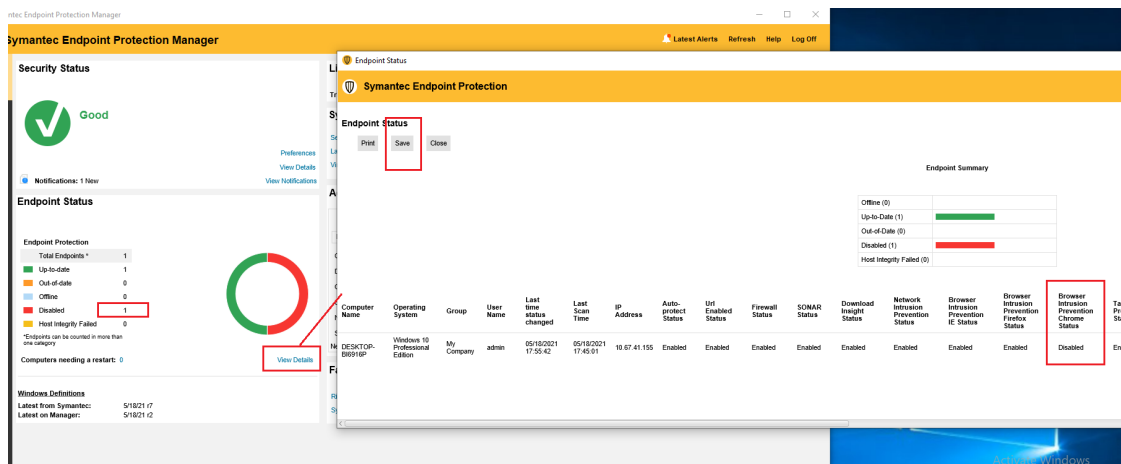 ntec Endpoint Protection Manager
Symantec Endpoint Protection Manager
Latest Alerts Refresh Help Log Off
Security Status
Good
Preferences
View Details
Notifications: 1 New
View Notifications
Endpoint Status
Endpoint Protection
Total Endpoints * 1
Up-to-date 1
Out-of-date 0
Offline 0
Disabled 1
Host Integrity Failed 0
*Endpoints can be counted in more than
one category
Computers needing a restart: 0
View Details
Windows Definitions
Latest from Symantec: 5/18/21 r7
Latest on Manager: 5/18/21 r2
Endpoint Status
Symantec Endpoint Protection
Endpoint Status
Print Save Close
Endpoint Summary
Offline (0)
Up-to-Date (1)
Out-of-Date (0)
Disabled (1)
Host Integrity Failed (0)
Computer Name
Operating System
Group
User Name
Last time status changed
Last Scan Time
IP Address
Auto-protect Status
Url Enabled Status
Firewall Status
SONAR Status
Download Insight Status
Network Intrusion Prevention Status
Browser Intrusion Prevention IE Status
Browser Intrusion Prevention Firefox Status
Browser Intrusion Prevention Chrome Status
DESKTOP-BI6916P
Windows 10 Professional Edition
My Company
admin
05/18/2021 17:55:42
05/18/2021 17:45:01
10.67.41.155
Enabled
Enabled
Enabled
Enabled
Enabled
Enabled
Enabled
Enabled
Disabled
Activate Windows